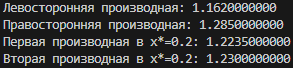 Левосторонняя производная: 1.1620000000
Правосторонняя производная: 1.2850000000
Первая производная в x*=0.2: 1.2235000000
Вторая производная в x*=0.2: 1.2300000000